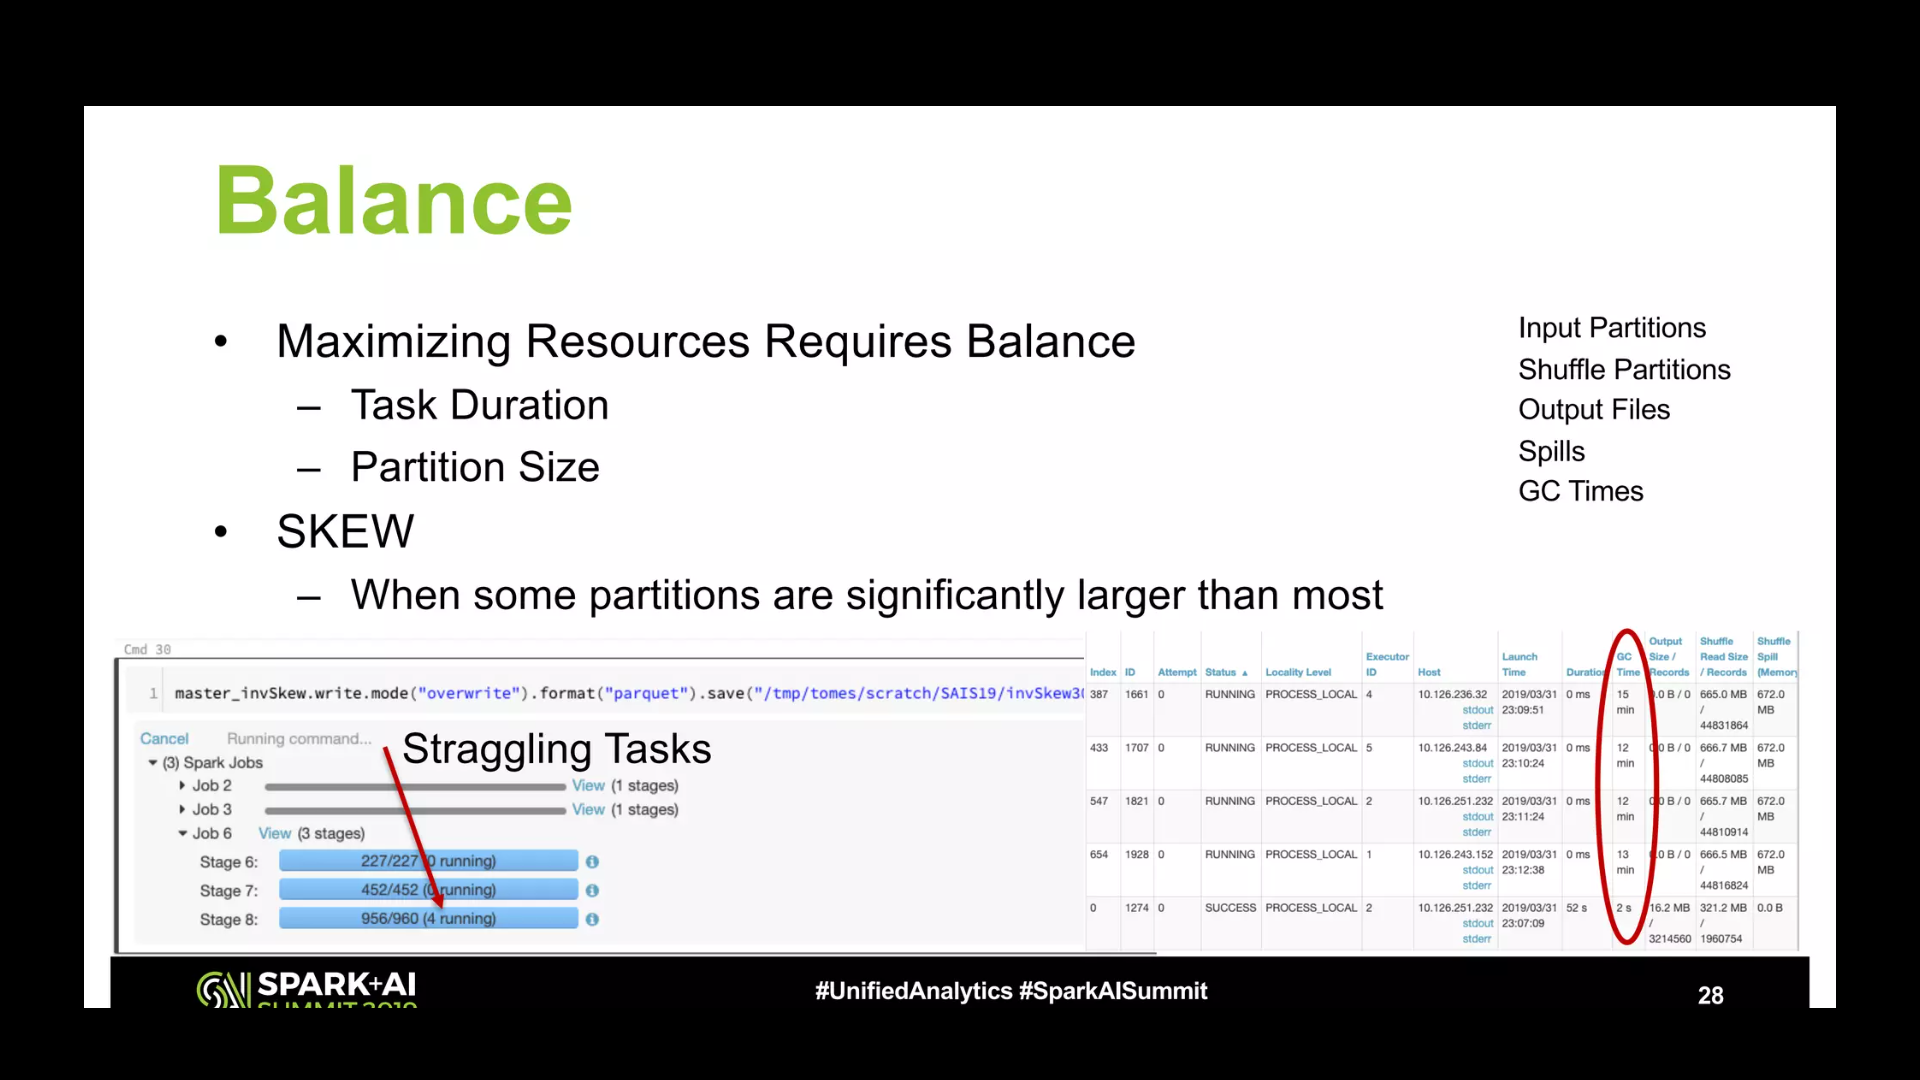 Balance
• Maximizing Resources Requires Balance
– Task Duration
– Partition Size
• SKEW
– When some partitions are significantly larger than most
Input Partitions
Shuffle Partitions
Output Files
Spills
GC Times
Cmd 30
1 master_invSkew.write.mode("overwrite").format("parquet").save("/tmp/tomes/scratch/SAIS19/invSkew30
Cancel Running command...
Straggling Tasks
(3) Spark Jobs
Job 2 View (1 stages)
Job 3 View (1 stages)
Job 6 View (3 stages)
Stage 6: 227/227 (0 running)
Stage 7: 452/452 (0 running)
Stage 8: 956/960 (4 running)
Index ID Attempt Status ▲ Locality Level Executor ID Host Launch Time Duration GC Time Output Size / Records Shuffle Read Size / Records Shuffle Spill (Memory
387 1661 0 RUNNING PROCESS_LOCAL 4 10.126.236.32 stdout stderr 2019/03/31 23:09:51 0 ms 15 min 0.0 B / 0 665.0 MB / 44831864 672.0 MB
433 1707 0 RUNNING PROCESS_LOCAL 5 10.126.243.84 stdout stderr 2019/03/31 23:10:24 0 ms 12 min 0.0 B / 0 666.7 MB / 44808085 672.0 MB
547 1821 0 RUNNING PROCESS_LOCAL 2 10.126.251.232 stdout stderr 2019/03/31 23:11:24 0 ms 12 min 0.0 B / 0 665.7 MB / 44810914 672.0 MB
654 1928 0 RUNNING PROCESS_LOCAL 1 10.126.243.152 stdout stderr 2019/03/31 23:12:38 0 ms 13 min 0.0 B / 0 666.5 MB / 44816824 672.0 MB
0 1274 0 SUCCESS PROCESS_LOCAL 2 10.126.251.232 stdout stderr 2019/03/31 23:07:09 52 s 2 s 16.2 MB / 3214560 321.2 MB / 1960754 0.0 B
SPARK+AI
SUMMIT 2019
#UnifiedAnalytics #SparkAISummit
28